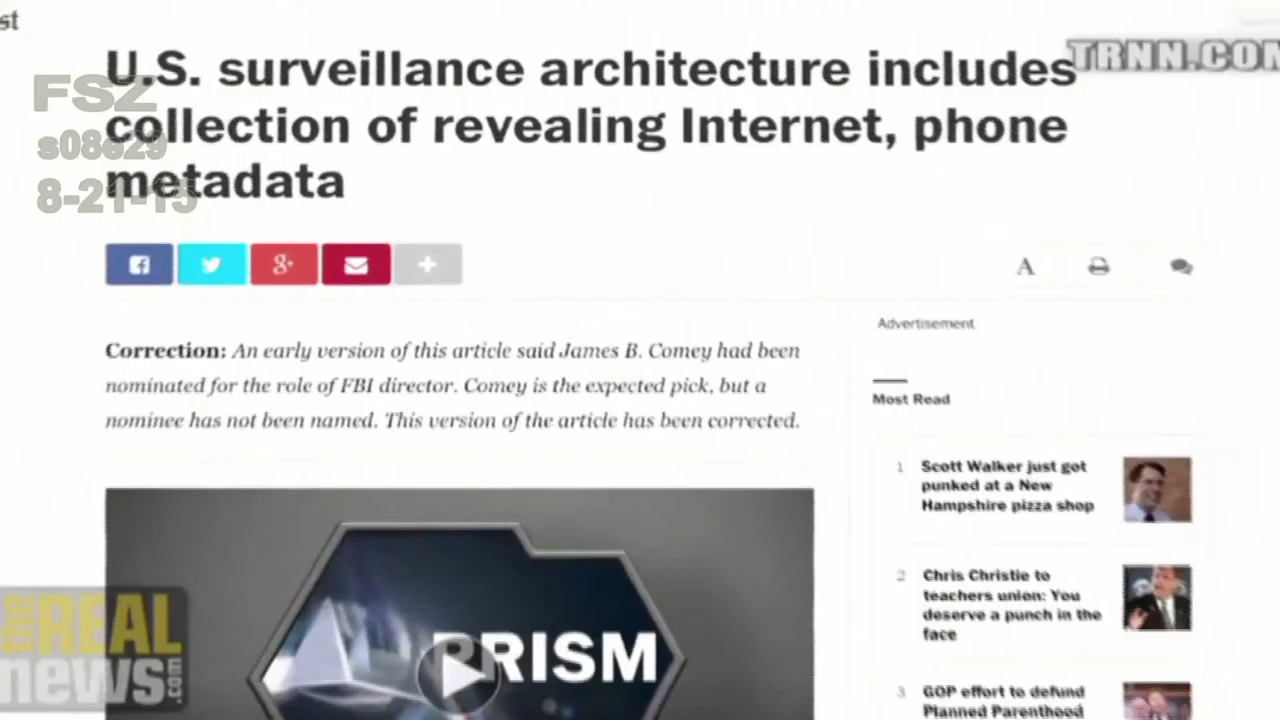 st
TRNN.COM
U.S. surveillance architecture includes
collection of revealing Internet, phone
metadata
FSZ
s08e29
8-21-15
A
Correction: An early version of this article said James B. Comey had been
nominated for the role of FBI director. Comey is the expected pick, but a
nominee has not been named. This version of the article has been corrected.
Advertisement
Most Read
1 Scott Walker just got
punked at a New
Hampshire pizza shop
2 Chris Christie to
teachers union: You
deserve a punch in the
face
3 GOP effort to defund
Planned Parenthood
PRISM
the REAL
news.com